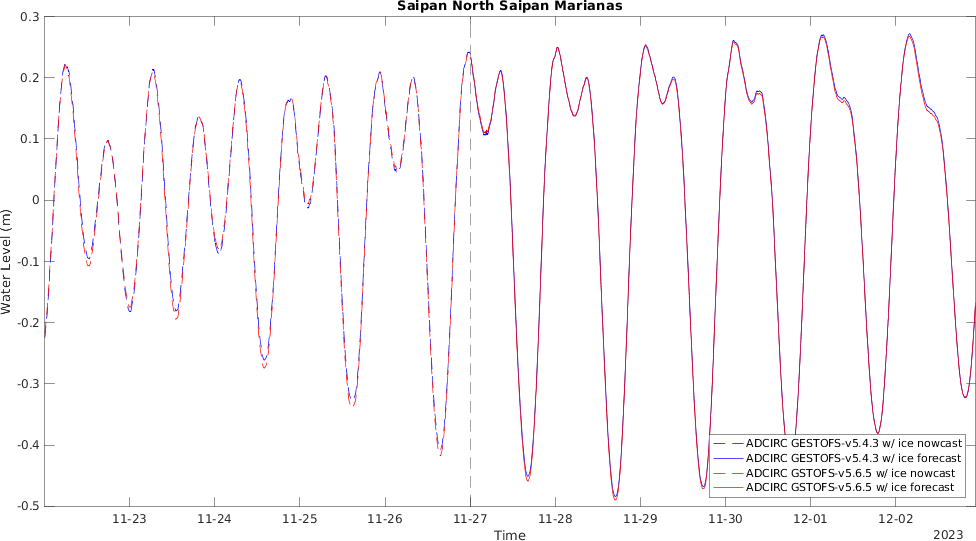 Saipan North Saipan Marianas
0.3
0.2
0.1
0
-0.1
-0.2
-0.3
-0.4
-0.5
Water Level (m)
11-23
11-24
11-25
11-26
11-27
11-28
11-29
11-30
12-01
12-02
Time
2023
ADCIRC GESTOFS-v5.4.3 w/ ice nowcast
ADCIRC GESTOFS-v5.4.3 w/ ice forecast
ADCIRC GSTOFS-v5.6.5 w/ ice nowcast
ADCIRC GSTOFS-v5.6.5 w/ ice forecast